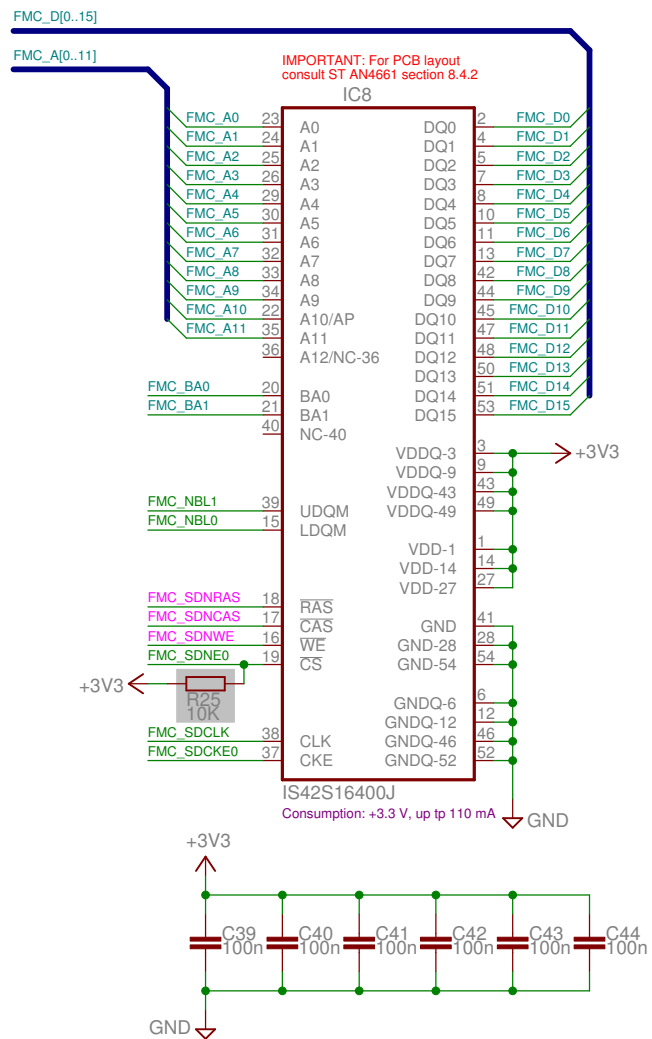 FMC_D[0..15]
FMC_A[0..11]
IMPORTANT: For PCB layout
consult ST AN4661 section 8.4.2
IC8
FMC_A0 23 A0 DQ0 2 FMC_D0
FMC_A1 24 A1 DQ1 4 FMC_D1
FMC_A2 25 A2 DQ2 5 FMC_D2
FMC_A3 26 A3 DQ3 7 FMC_D3
FMC_A4 29 A4 DQ4 8 FMC_D4
FMC_A5 30 A5 DQ5 10 FMC_D5
FMC_A6 31 A6 DQ6 11 FMC_D6
FMC_A7 32 A7 DQ7 13 FMC_D7
FMC_A8 33 A8 DQ8 42 FMC_D8
FMC_A9 34 A9 DQ9 44 FMC_D9
FMC_A10 22 A10/AP DQ10 45 FMC_D10
FMC_A11 35 A11 DQ11 47 FMC_D11
36 A12/NC-36 DQ12 48 FMC_D12
DQ13 50 FMC_D13
FMC_BA0 20 BA0 DQ14 51 FMC_D14
FMC_BA1 21 BA1 DQ15 53 FMC_D15
40 NC-40
VDDQ-3 3 +3V3
VDDQ-9 9
VDDQ-43 43
FMC_NBL1 39 UDQM VDDQ-49 49
FMC_NBL0 15 LDQM
VDD-1 1
VDD-14 14
VDD-27 27
FMC_SDNRAS 18 RAS
FMC_SDNCAS 17 CAS GND 41
FMC_SDNWE 16 WE GND-28 28
FMC_SDNE0 19 CS GND-54 54
+3V3
R25
10K
GNDQ-6 6
GNDQ-12 12
FMC_SDCLK 38 CLK GNDQ-46 46
FMC_SDCKE0 37 CKE GNDQ-52 52
IS42S16400J
Consumption: +3.3 V, up tp 110 mA
GND
+3V3
C39 C40 C41 C42 C43 C44
100n 100n 100n 100n 100n 100n
GND